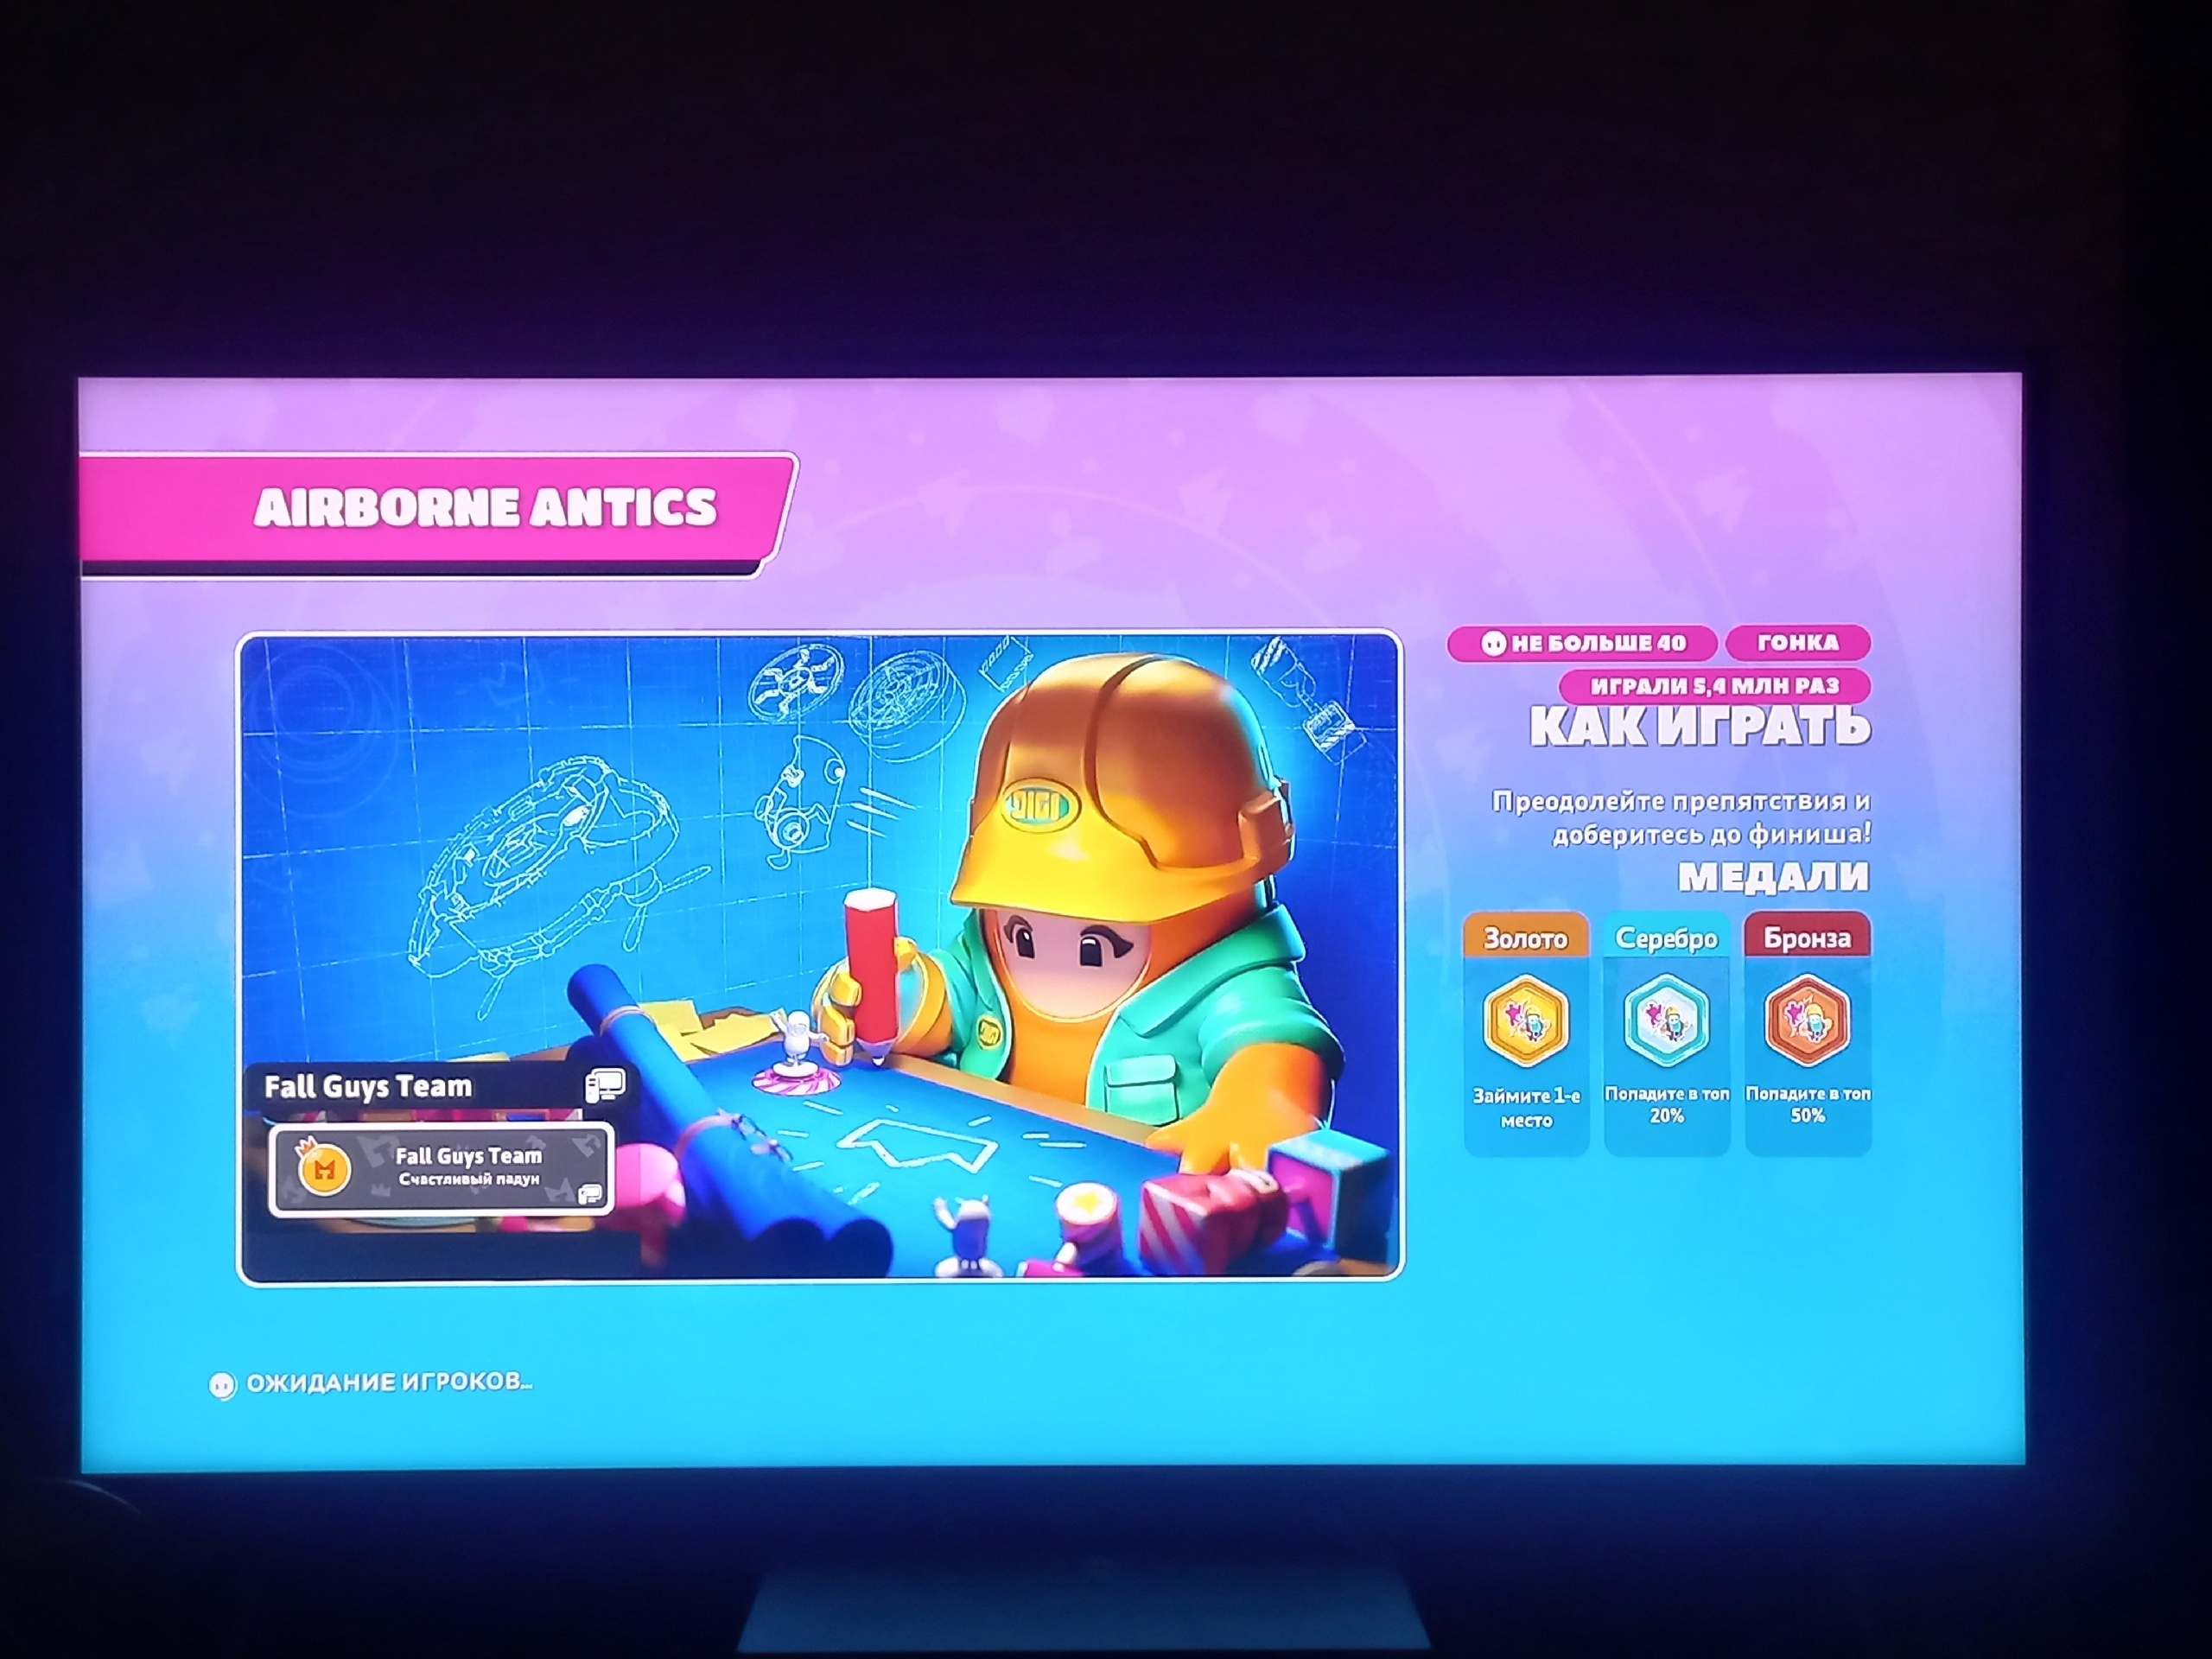 AIRBORNE ANTICS
НЕ БОЛЬШЕ 40
ГОНКА
ИГРАЛИ 5,4 МЛН РАЗ
КАК ИГРАТЬ
Преодолейте препятствия и
доберитесь до финиша!
МЕДАЛИ
Золото
Серебро
Бронза
Займите 1-е
место
Попадите в топ
20%
Попадите в топ
50%
DIGI
Fall Guys Team
Fall Guys Team
Счастливый падун
ОЖИДАНИЕ ИГРОКОВ...